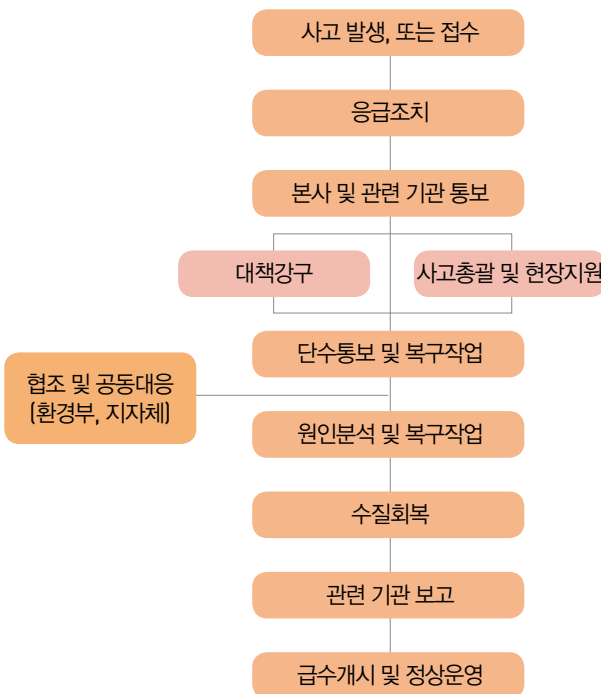 사고 발생, 또는 접수
응급조치
본사 및 관련 기관 통보
대책강구
사고총괄 및 현장지원
단수통보 및 복구작업
협조 및 공동대응
(환경부, 지자체)
원인분석 및 복구작업
수질회복
관련 기관 보고
급수개시 및 정상운영